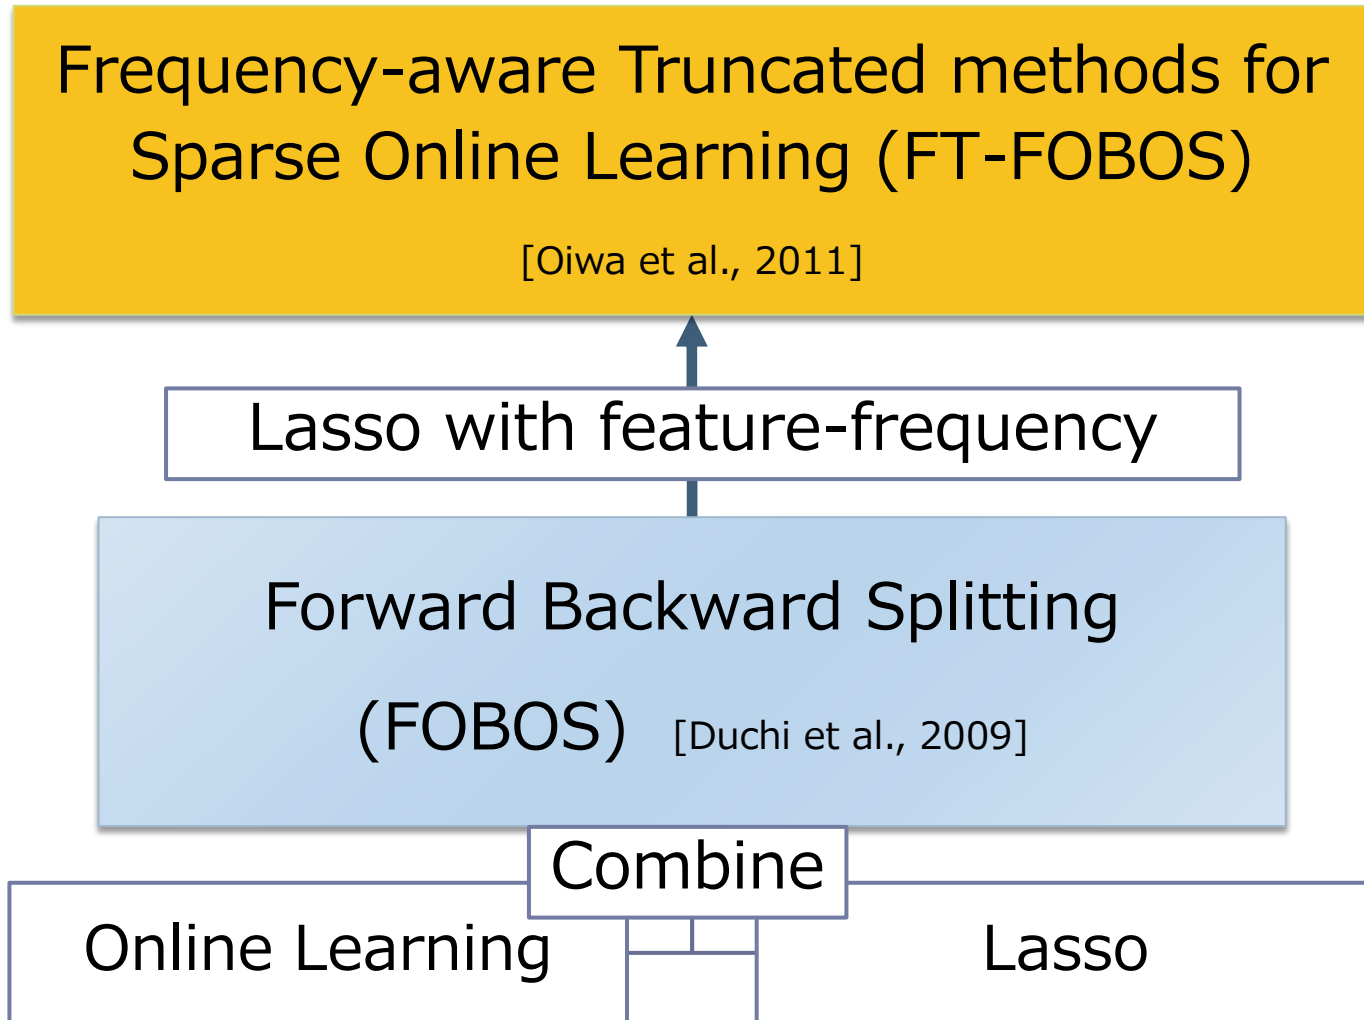 Frequency-aware Truncated methods for
Sparse Online Learning (FT-FOBOS)
[Oiwa et al., 2011]
Lasso with feature-frequency
Forward Backward Splitting
(FOBOS) [Duchi et al., 2009]
Combine
Online Learning
Lasso